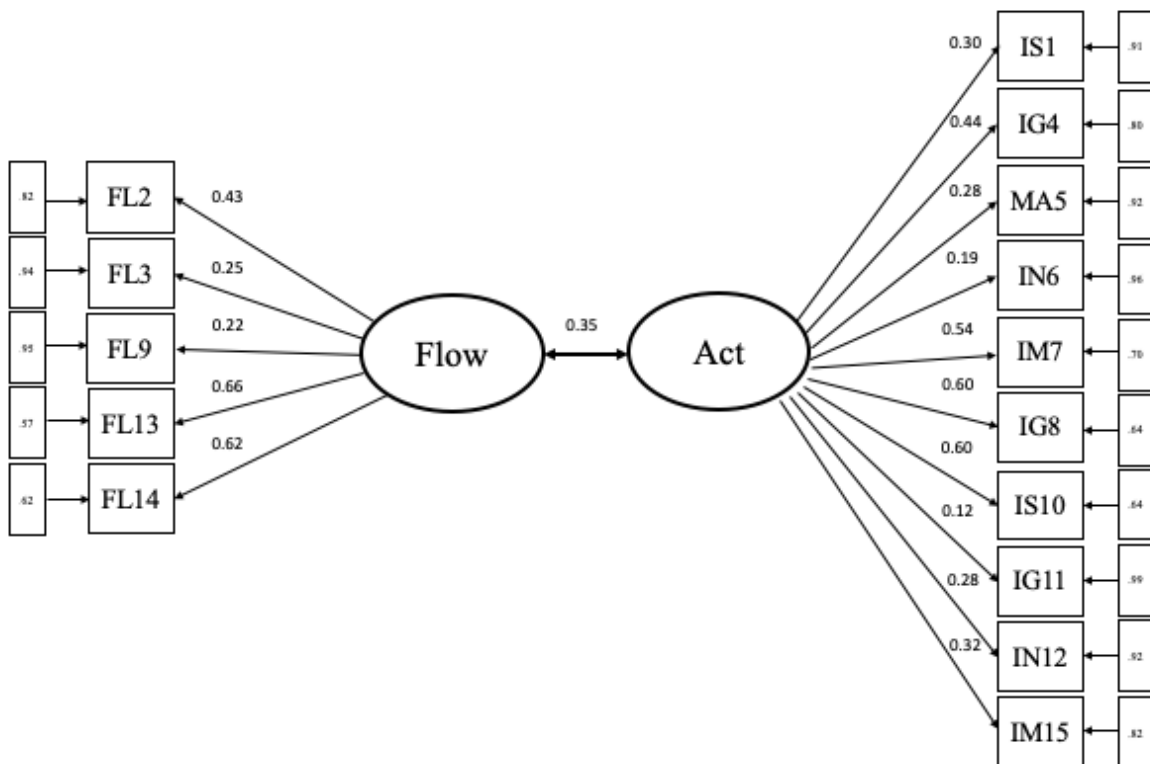 0.30 IS1 .91
0.44 IG4 .80
.82 FL2 0.43 0.28 MA5 .92
.94 FL3 0.25 0.19 IN6 .96
.95 FL9 0.22 Flow 0.35 Act 0.54 IM7 .70
.57 FL13 0.66 0.60 IG8 .64
.62 FL14 0.62 0.60 IS10 .64
0.12 IG11 .99
0.28 IN12 .92
0.32 IM15 .82